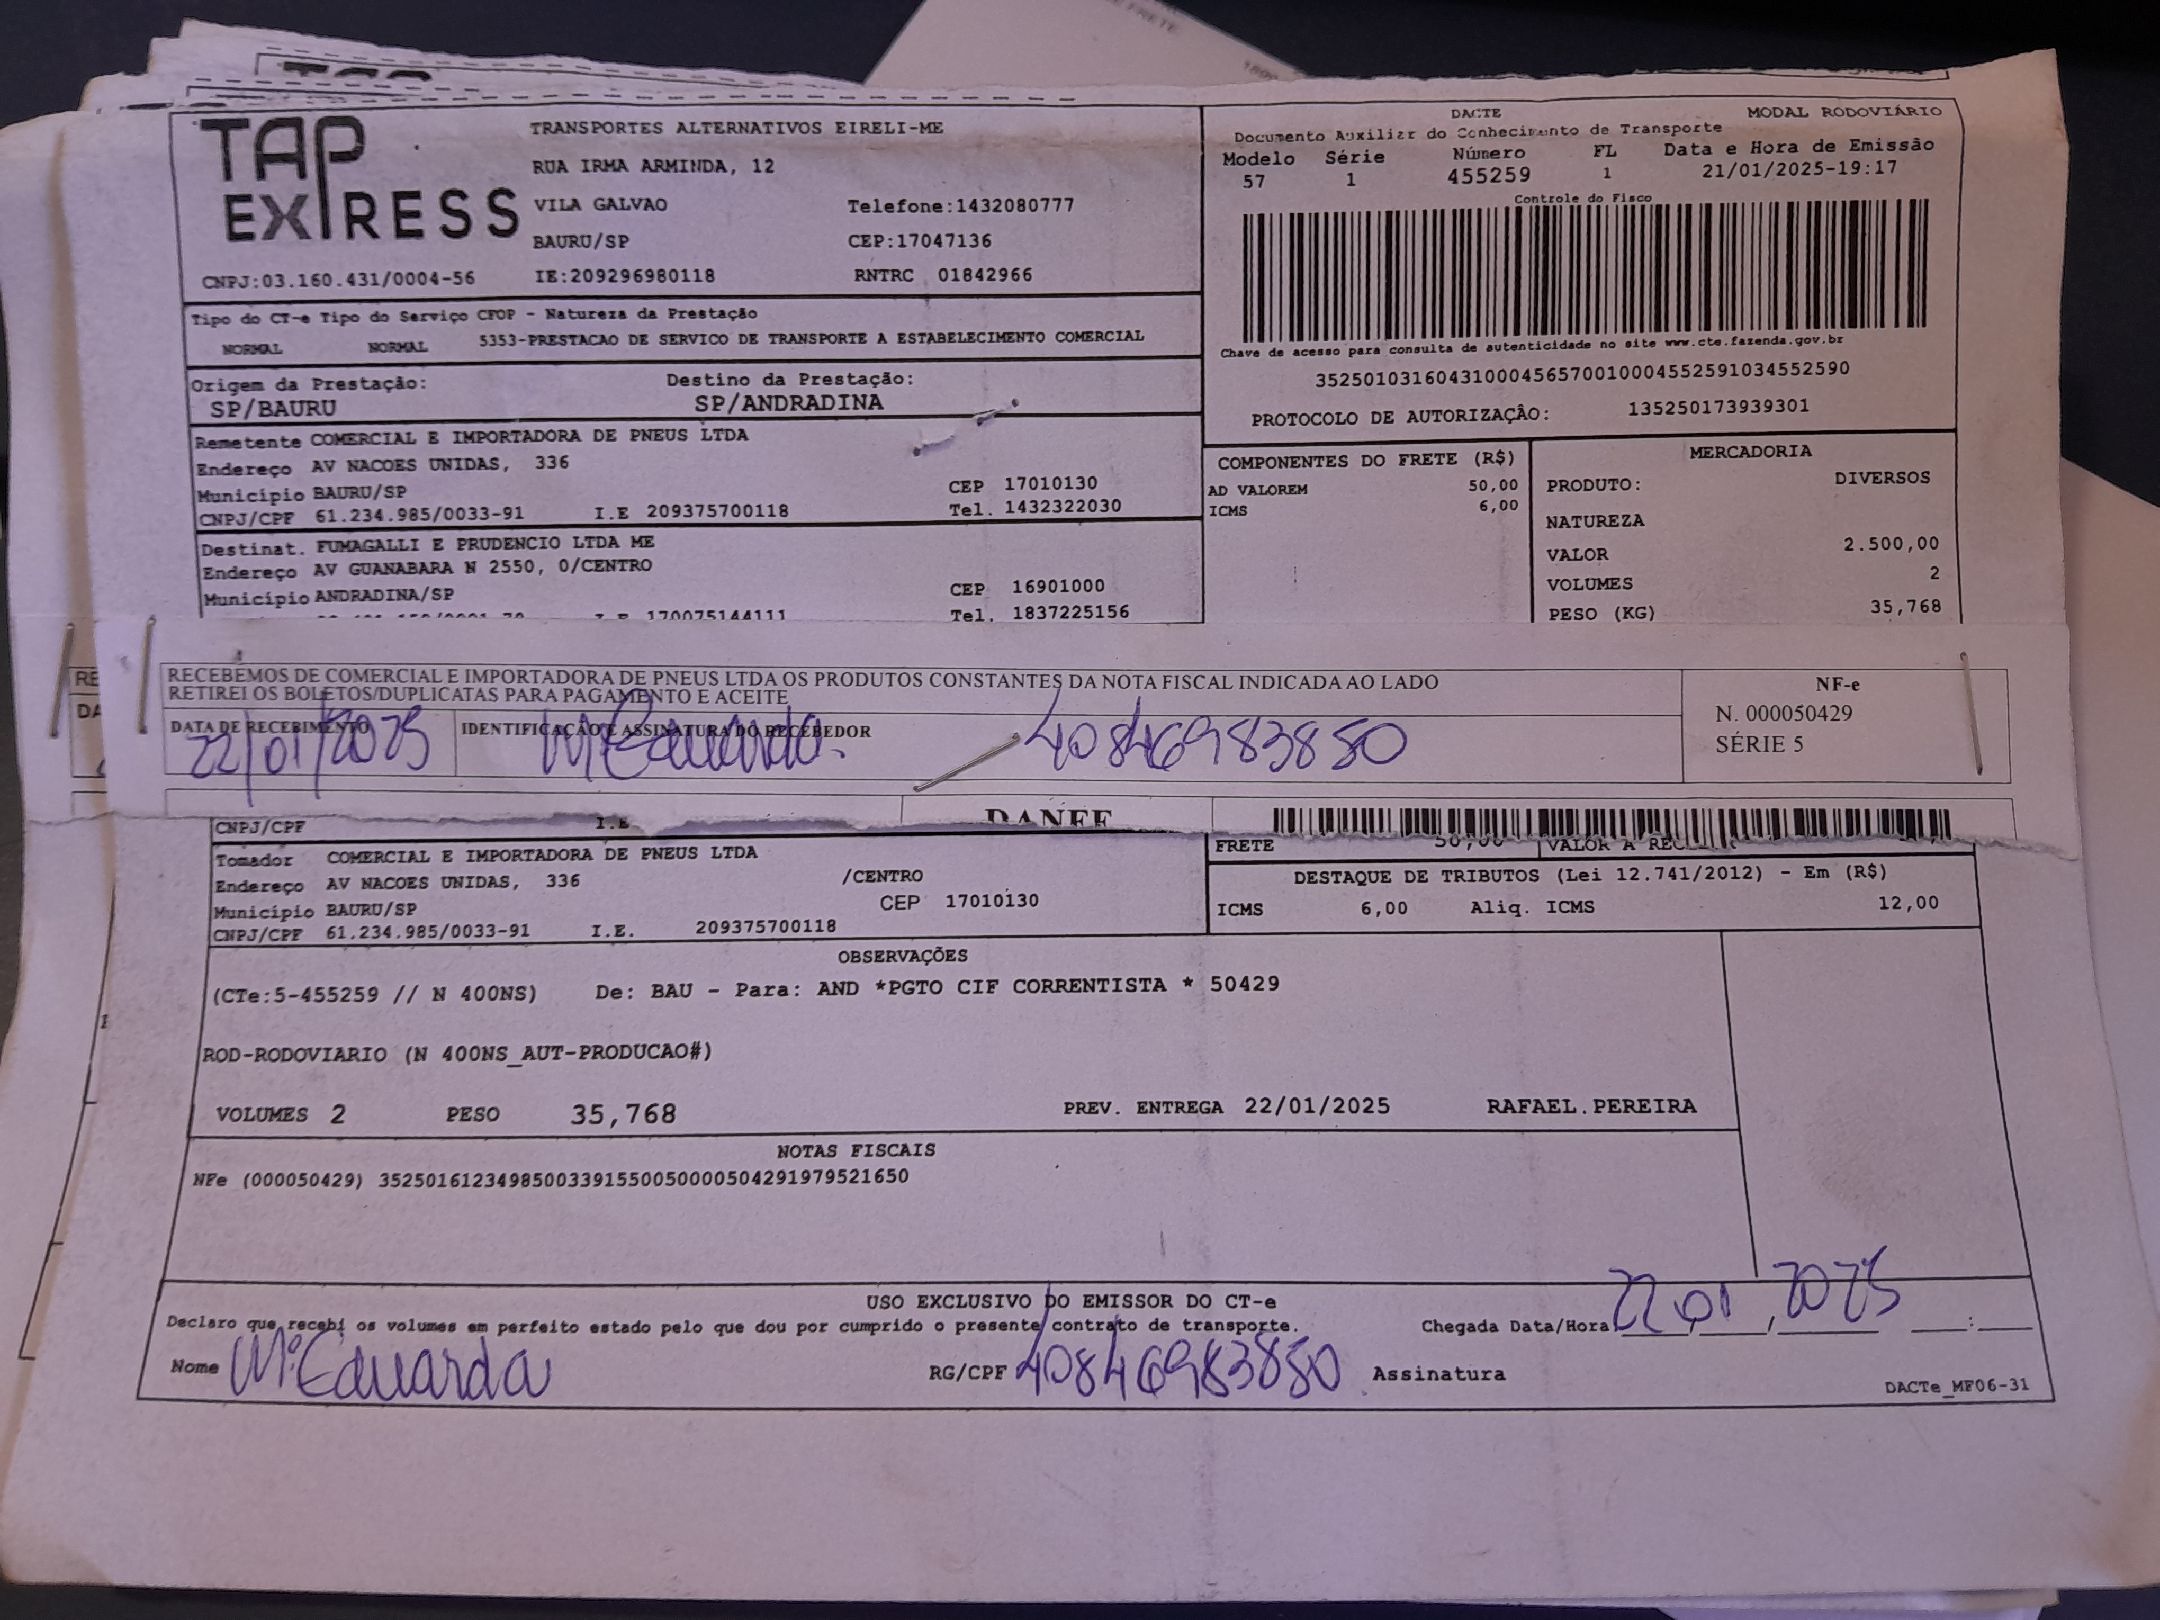 TAP EXPRESS
TRANSPORTES ALTERNATIVOS EIRELI-ME
RUA IRMA ARMINDA, 12
VILA GALVAO Telefone:1432080777
BAURU/SP CEP:17047136
CNPJ:03.160.431/0004-56 IE:209296980118 RNTRC 01842966
DACTE MODAL RODOVIÁRIO
Documento Auxiliar do Conhecimento de Transporte
Modelo Série Número FL Data e Hora de Emissão
57 1 455259 1 21/01/2025-19:17
Controle do Fisco
Chave de acesso para consulta de autenticidade no site www.cte.fazenda.gov.br
35250103160431000456570010004552591034552590
PROTOCOLO DE AUTORIZAÇÃO: 135250173939301
Tipo do CT-e Tipo do Serviço CFOP - Natureza da Prestação
NORMAL NORMAL 5353-PRESTACAO DE SERVICO DE TRANSPORTE A ESTABELECIMENTO COMERCIAL
Origem da Prestação: Destino da Prestação:
SP/BAURU SP/ANDRADINA
Remetente COMERCIAL E IMPORTADORA DE PNEUS LTDA
Endereço AV NACOES UNIDAS, 336
Município BAURU/SP CEP 17010130
CNPJ/CPF 61.234.985/0033-91 I.E 209375700118 Tel. 1432322030
Destinat. FUMAGALLI E PRUDENCIO LTDA ME
Endereço AV GUANABARA N 2550, 0/CENTRO
Município ANDRADINA/SP CEP 16901000
I.E 170075144111 Tel. 1837225156
COMPONENTES DO FRETE (R$)
AD VALOREM 50,00
ICMS 6,00
MERCADORIA
PRODUTO: DIVERSOS
NATUREZA
VALOR 2.500,00
VOLUMES 2
PESO (KG) 35,768
RE
DA
RECEBEMOS DE COMERCIAL E IMPORTADORA DE PNEUS LTDA OS PRODUTOS CONSTANTES DA NOTA FISCAL INDICADA AO LADO
RETIREI OS BOLETOS/DUPLICATAS PARA PAGAMENTO E ACEITE
DATA DE RECEBIMENTO IDENTIFICAÇÃO E ASSINATURA DO RECEBEDOR
22/01/2025 Mª Eduarda. 40846983850
NF-e
N. 000050429
SÉRIE 5
DANFE
CNPJ/CPF I.E
Tomador COMERCIAL E IMPORTADORA DE PNEUS LTDA
Endereço AV NACOES UNIDAS, 336 /CENTRO
Município BAURU/SP CEP 17010130
CNPJ/CPF 61.234.985/0033-91 I.E. 209375700118
FRETE 50,00 VALOR A
DESTAQUE DE TRIBUTOS (Lei 12.741/2012) - Em (R$)
ICMS 6,00 Aliq. ICMS 12,00
OBSERVAÇÕES
(CTe:5-455259 // N 400NS) De: BAU - Para: AND *PGTO CIF CORRENTISTA * 50429
ROD-RODOVIARIO (N 400NS_AUT-PRODUCAO#)
VOLUMES 2 PESO 35,768 PREV. ENTREGA 22/01/2025 RAFAEL.PEREIRA
NOTAS FISCAIS
NFe (000050429) 35250161234985003391550050000504291979521650
USO EXCLUSIVO DO EMISSOR DO CT-e
Declaro que recebi os volumes em perfeito estado pelo que dou por cumprido o presente contrato de transporte. Chegada Data/Hora 22,01,2025 :
Nome Mª Eduarda RG/CPF 40846983850 Assinatura
DACTe_MF06-31